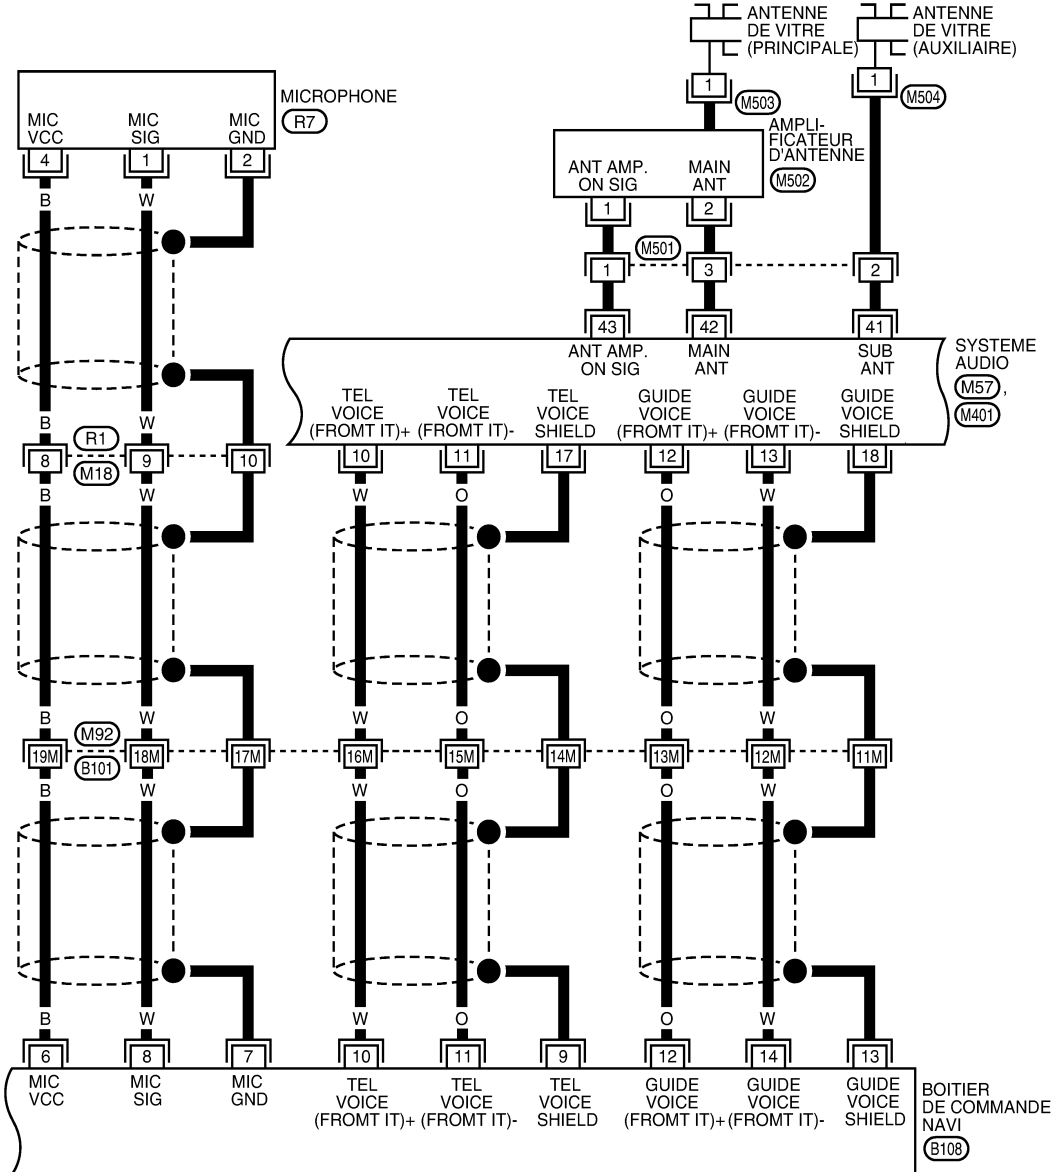 ANTENNE
DE VITRE
(PRINCIPALE)
ANTENNE
DE VITRE
(AUXILIAIRE)
1
M503
1
M504
MICROPHONE
R7
MIC
VCC
MIC
SIG
MIC
GND
4 1 2
B W
AMPLI-
FICATEUR
D'ANTENNE
M502
ANT AMP.
ON SIG
MAIN
ANT
1 2
M501
1 3 2
43 42 41
ANT AMP.
ON SIG
MAIN
ANT
SUB
ANT
SYSTEME
AUDIO
M57 ,
M401
TEL
VOICE
(FROMT IT)+
TEL
VOICE
(FROMT IT)-
TEL
VOICE
SHIELD
GUIDE
VOICE
(FROMT IT)+
GUIDE
VOICE
(FROMT IT)-
GUIDE
VOICE
SHIELD
B W
R1
M18
8 9 10
10 11 17 12 13 18
B W W O O W
B W W O O W
M92
B101
19M 18M 17M 16M 15M 14M 13M 12M 11M
B W W O O W
B W W O O W
6 8 7 10 11 9 12 14 13
MIC
VCC
MIC
SIG
MIC
GND
TEL
VOICE
(FROMT IT)+
TEL
VOICE
(FROMT IT)-
TEL
VOICE
SHIELD
GUIDE
VOICE
(FROMT IT)+
GUIDE
VOICE
(FROMT IT)-
GUIDE
VOICE
SHIELD
BOITIER
DE COMMANDE
NAVI
B108